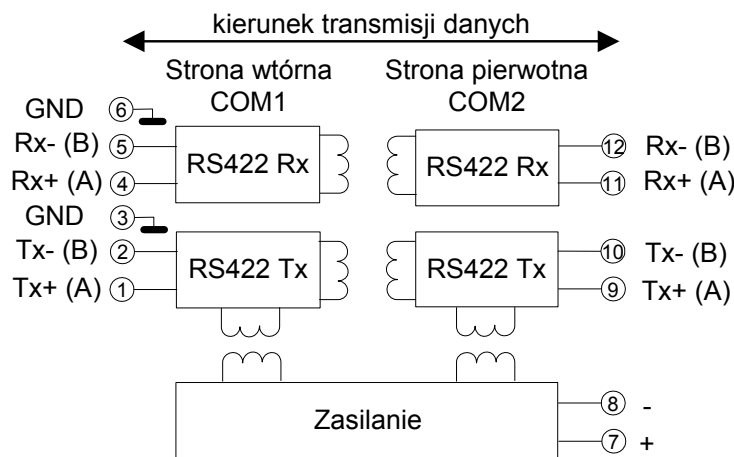 kierunek transmisji danych
Strona wtórna
COM1
Strona pierwotna
COM2
GND 6
Rx- (B) 5
Rx+ (A) 4
GND 3
Tx- (B) 2
Tx+ (A) 1
RS422 Rx
RS422 Tx
RS422 Rx
RS422 Tx
12 Rx- (B)
11 Rx+ (A)
10 Tx- (B)
9 Tx+ (A)
Zasilanie
8 -
7 +